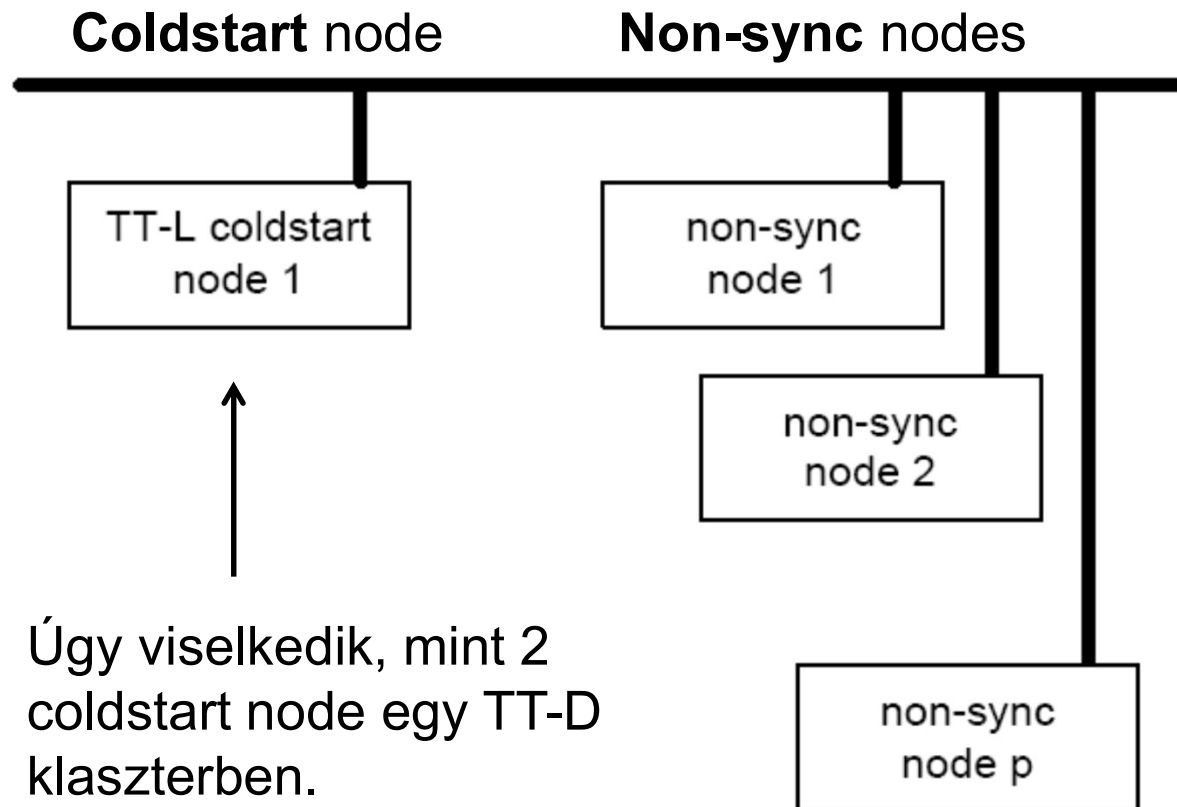 Coldstart node
Non-sync nodes
TT-L coldstart
node 1
non-sync
node 1
non-sync
node 2
Úgy viselkedik, mint 2
coldstart node egy TT-D
klaszterben.
non-sync
node p